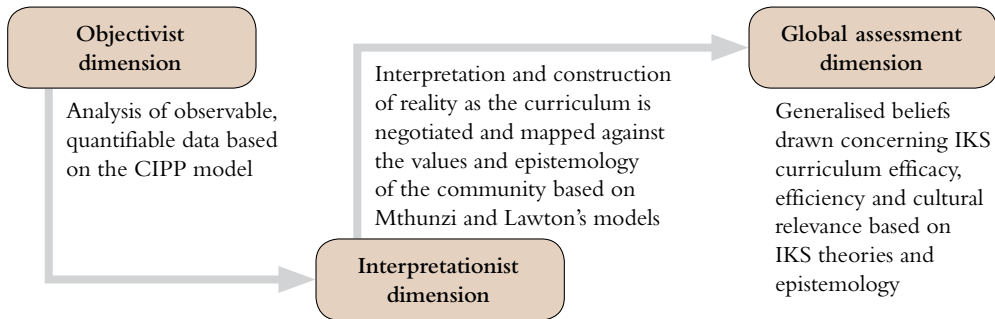 Objectivist
dimension
Analysis of observable,
quantifiable data based
on the CIPP model
Interpretation and construction
of reality as the curriculum is
negotiated and mapped against
the values and epistemology
of the community based on
Mthunzi and Lawton’s models
Interpretationist
dimension
Global assessment
dimension
Generalised beliefs
drawn concerning IKS
curriculum efficacy,
efficiency and cultural
relevance based on
IKS theories and
epistemology